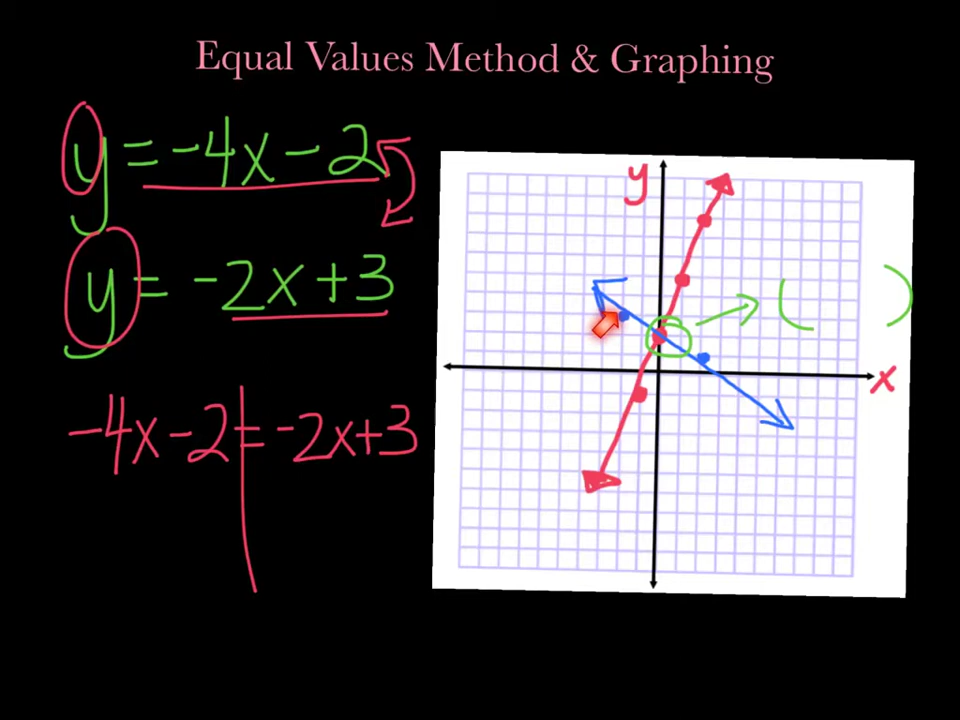 Equal Values Method & Graphing
y = -4x - 2
y = -2x + 3
-4x - 2 = -2x + 3
y
( )
x